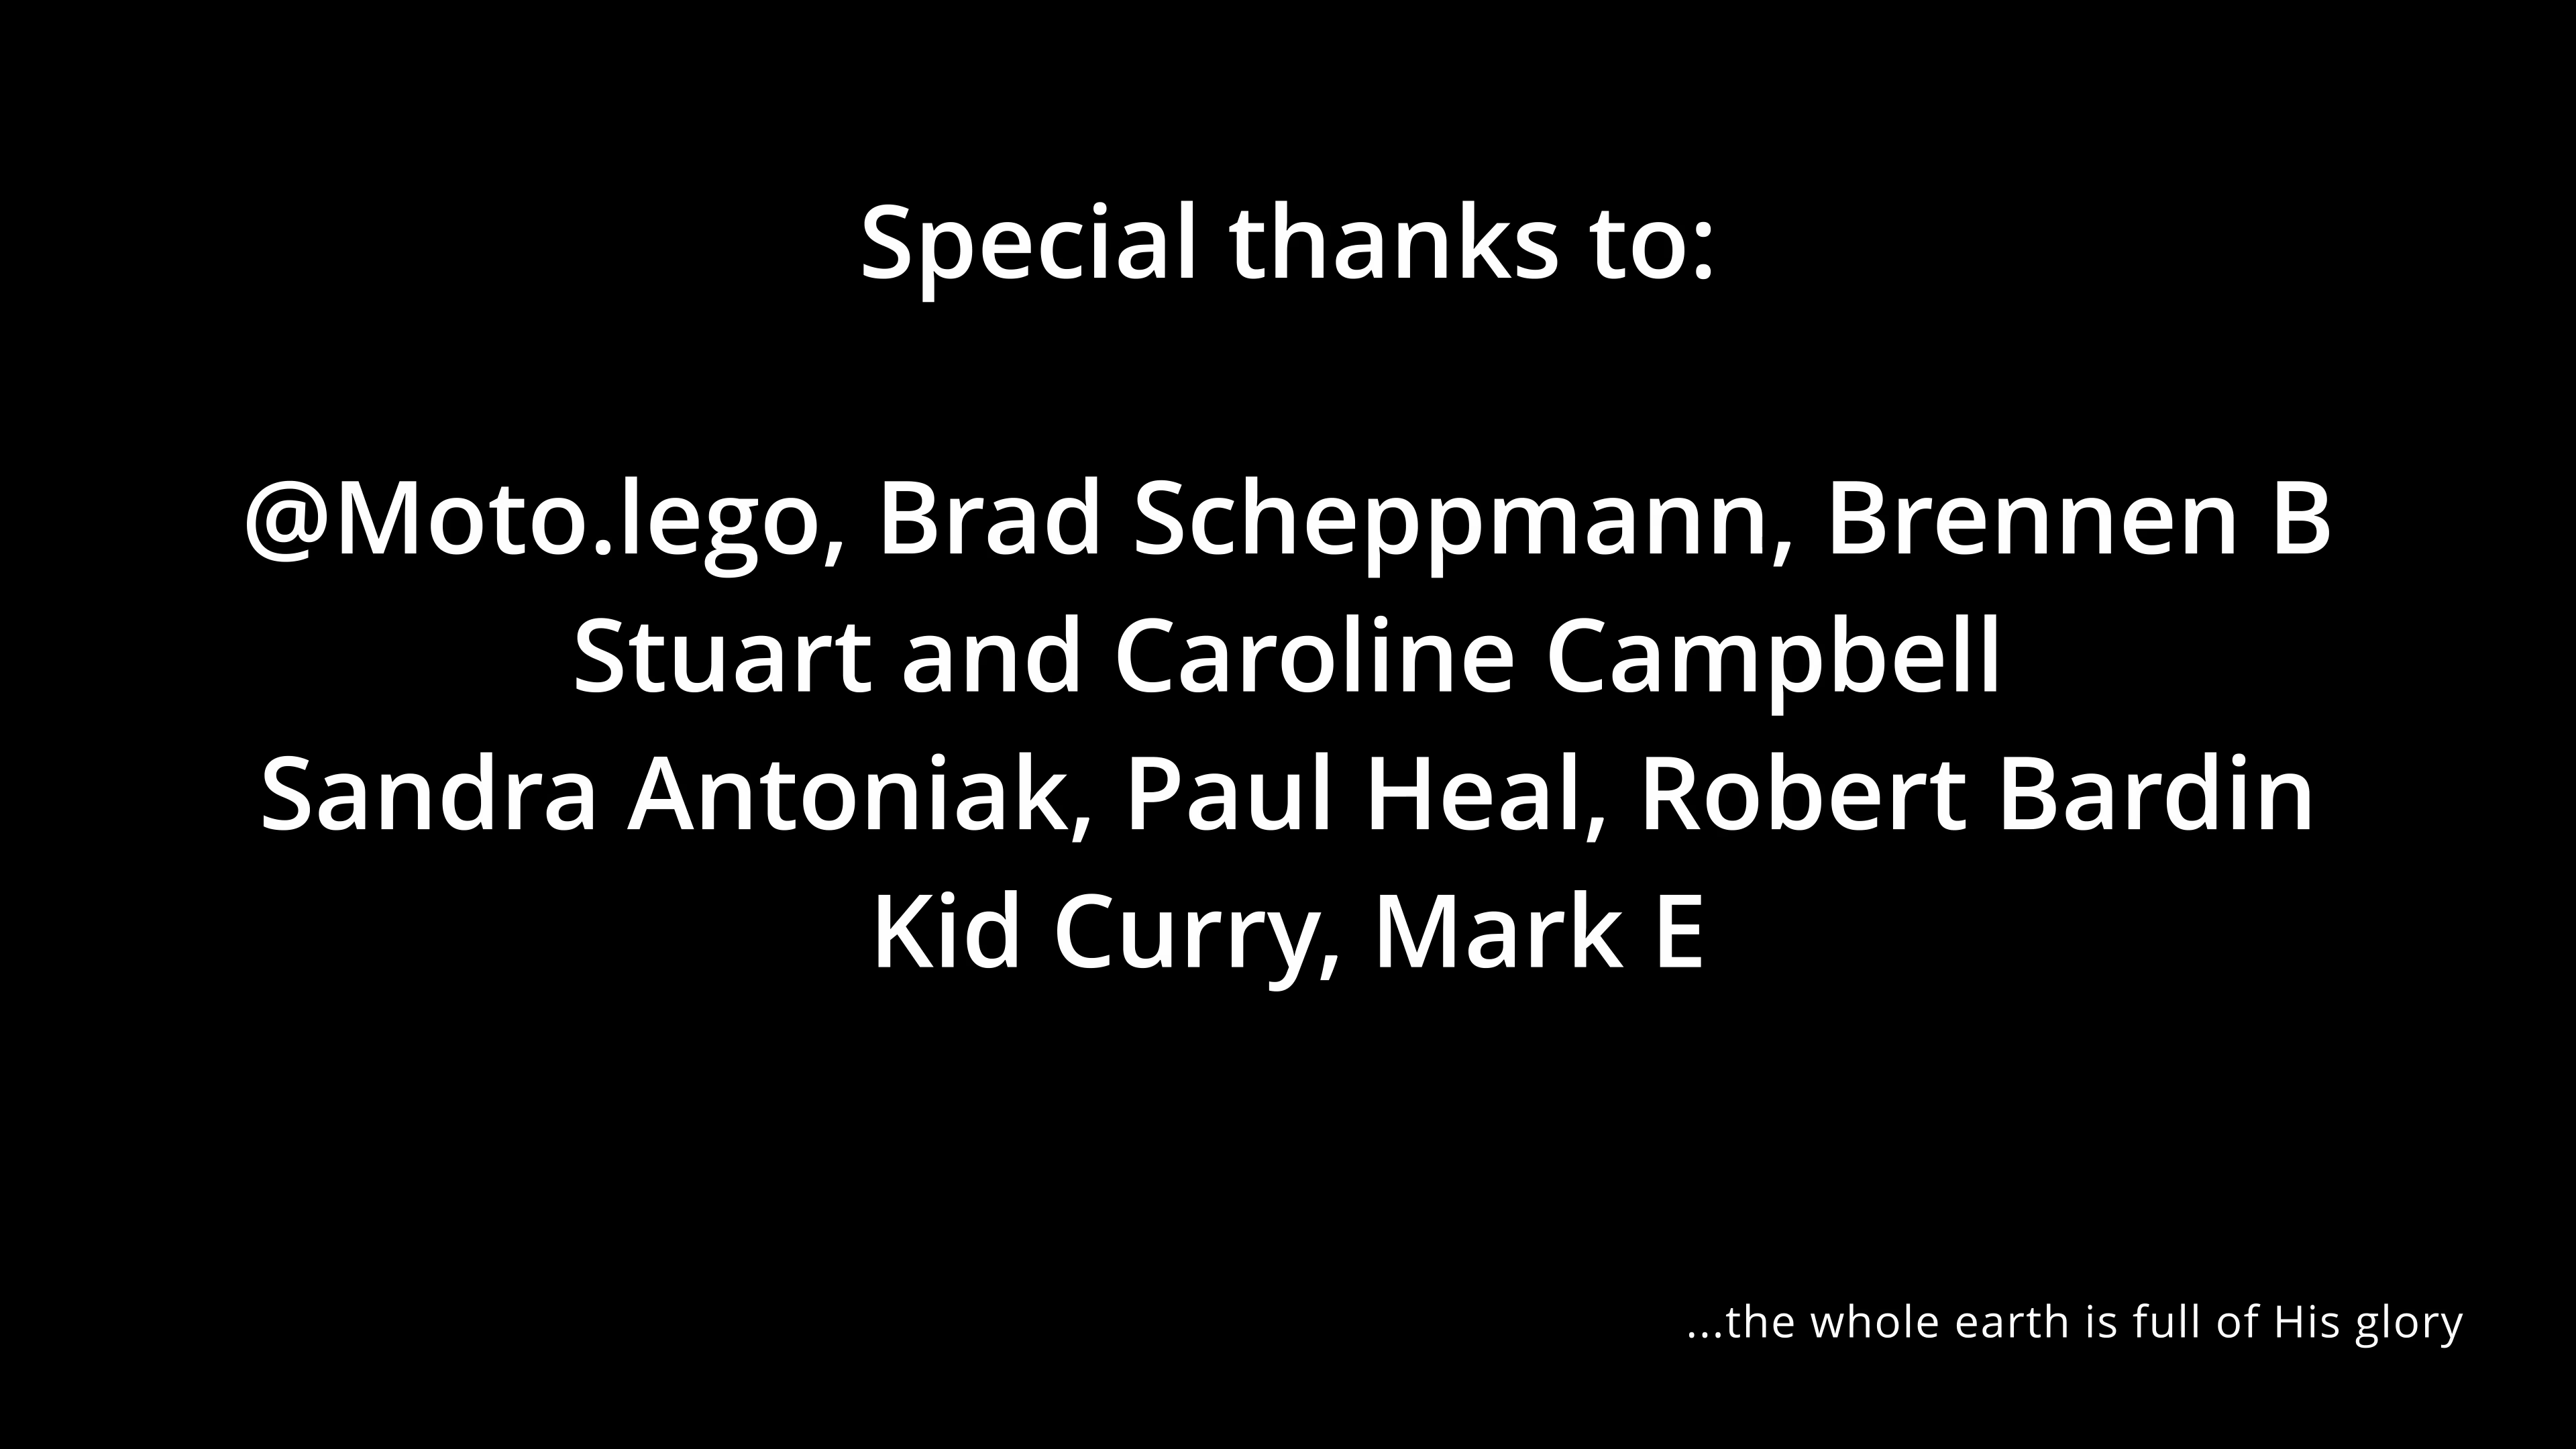 Special thanks to:
@Moto.lego, Brad Scheppmann, Brennen B
Stuart and Caroline Campbell
Sandra Antoniak, Paul Heal, Robert Bardin
Kid Curry, Mark E
...the whole earth is full of His glory